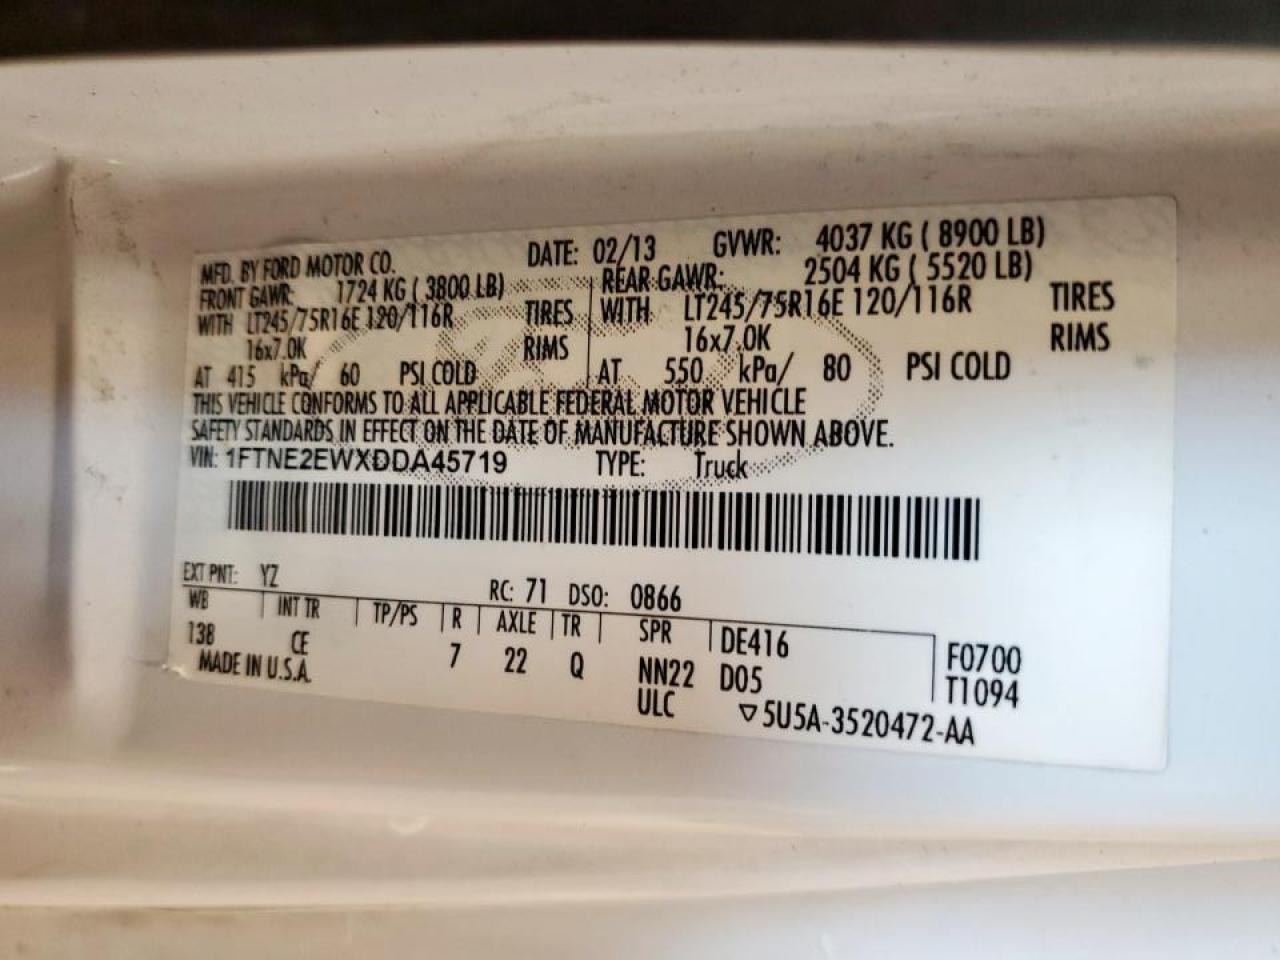 MFD. BY FORD MOTOR CO. DATE: 02/13 GVWR: 4037 KG ( 8900 LB)
FRONT GAWR: 1724 KG ( 3800 LB) REAR GAWR: 2504 KG ( 5520 LB)
WITH LT245/75R16E 120/116R TIRES WITH LT245/75R16E 120/116R TIRES
16x7.0K RIMS 16x7.0K RIMS
AT 415 kPa/ 60 PSI COLD AT 550 kPa/ 80 PSI COLD
THIS VEHICLE CONFORMS TO ALL APPLICABLE FEDERAL MOTOR VEHICLE
SAFETY STANDARDS IN EFFECT ON THE DATE OF MANUFACTURE SHOWN ABOVE.
VIN: 1FTNE2EWXDDA45719 TYPE: Truck
EXT PNT: YZ RC: 71 DSO: 0866
WB INT TR TP/PS R AXLE TR SPR DE416 F0700
138 CE 7 22 Q NN22 D05 T1094
MADE IN U.S.A. ULC ▽5U5A-3520472-AA